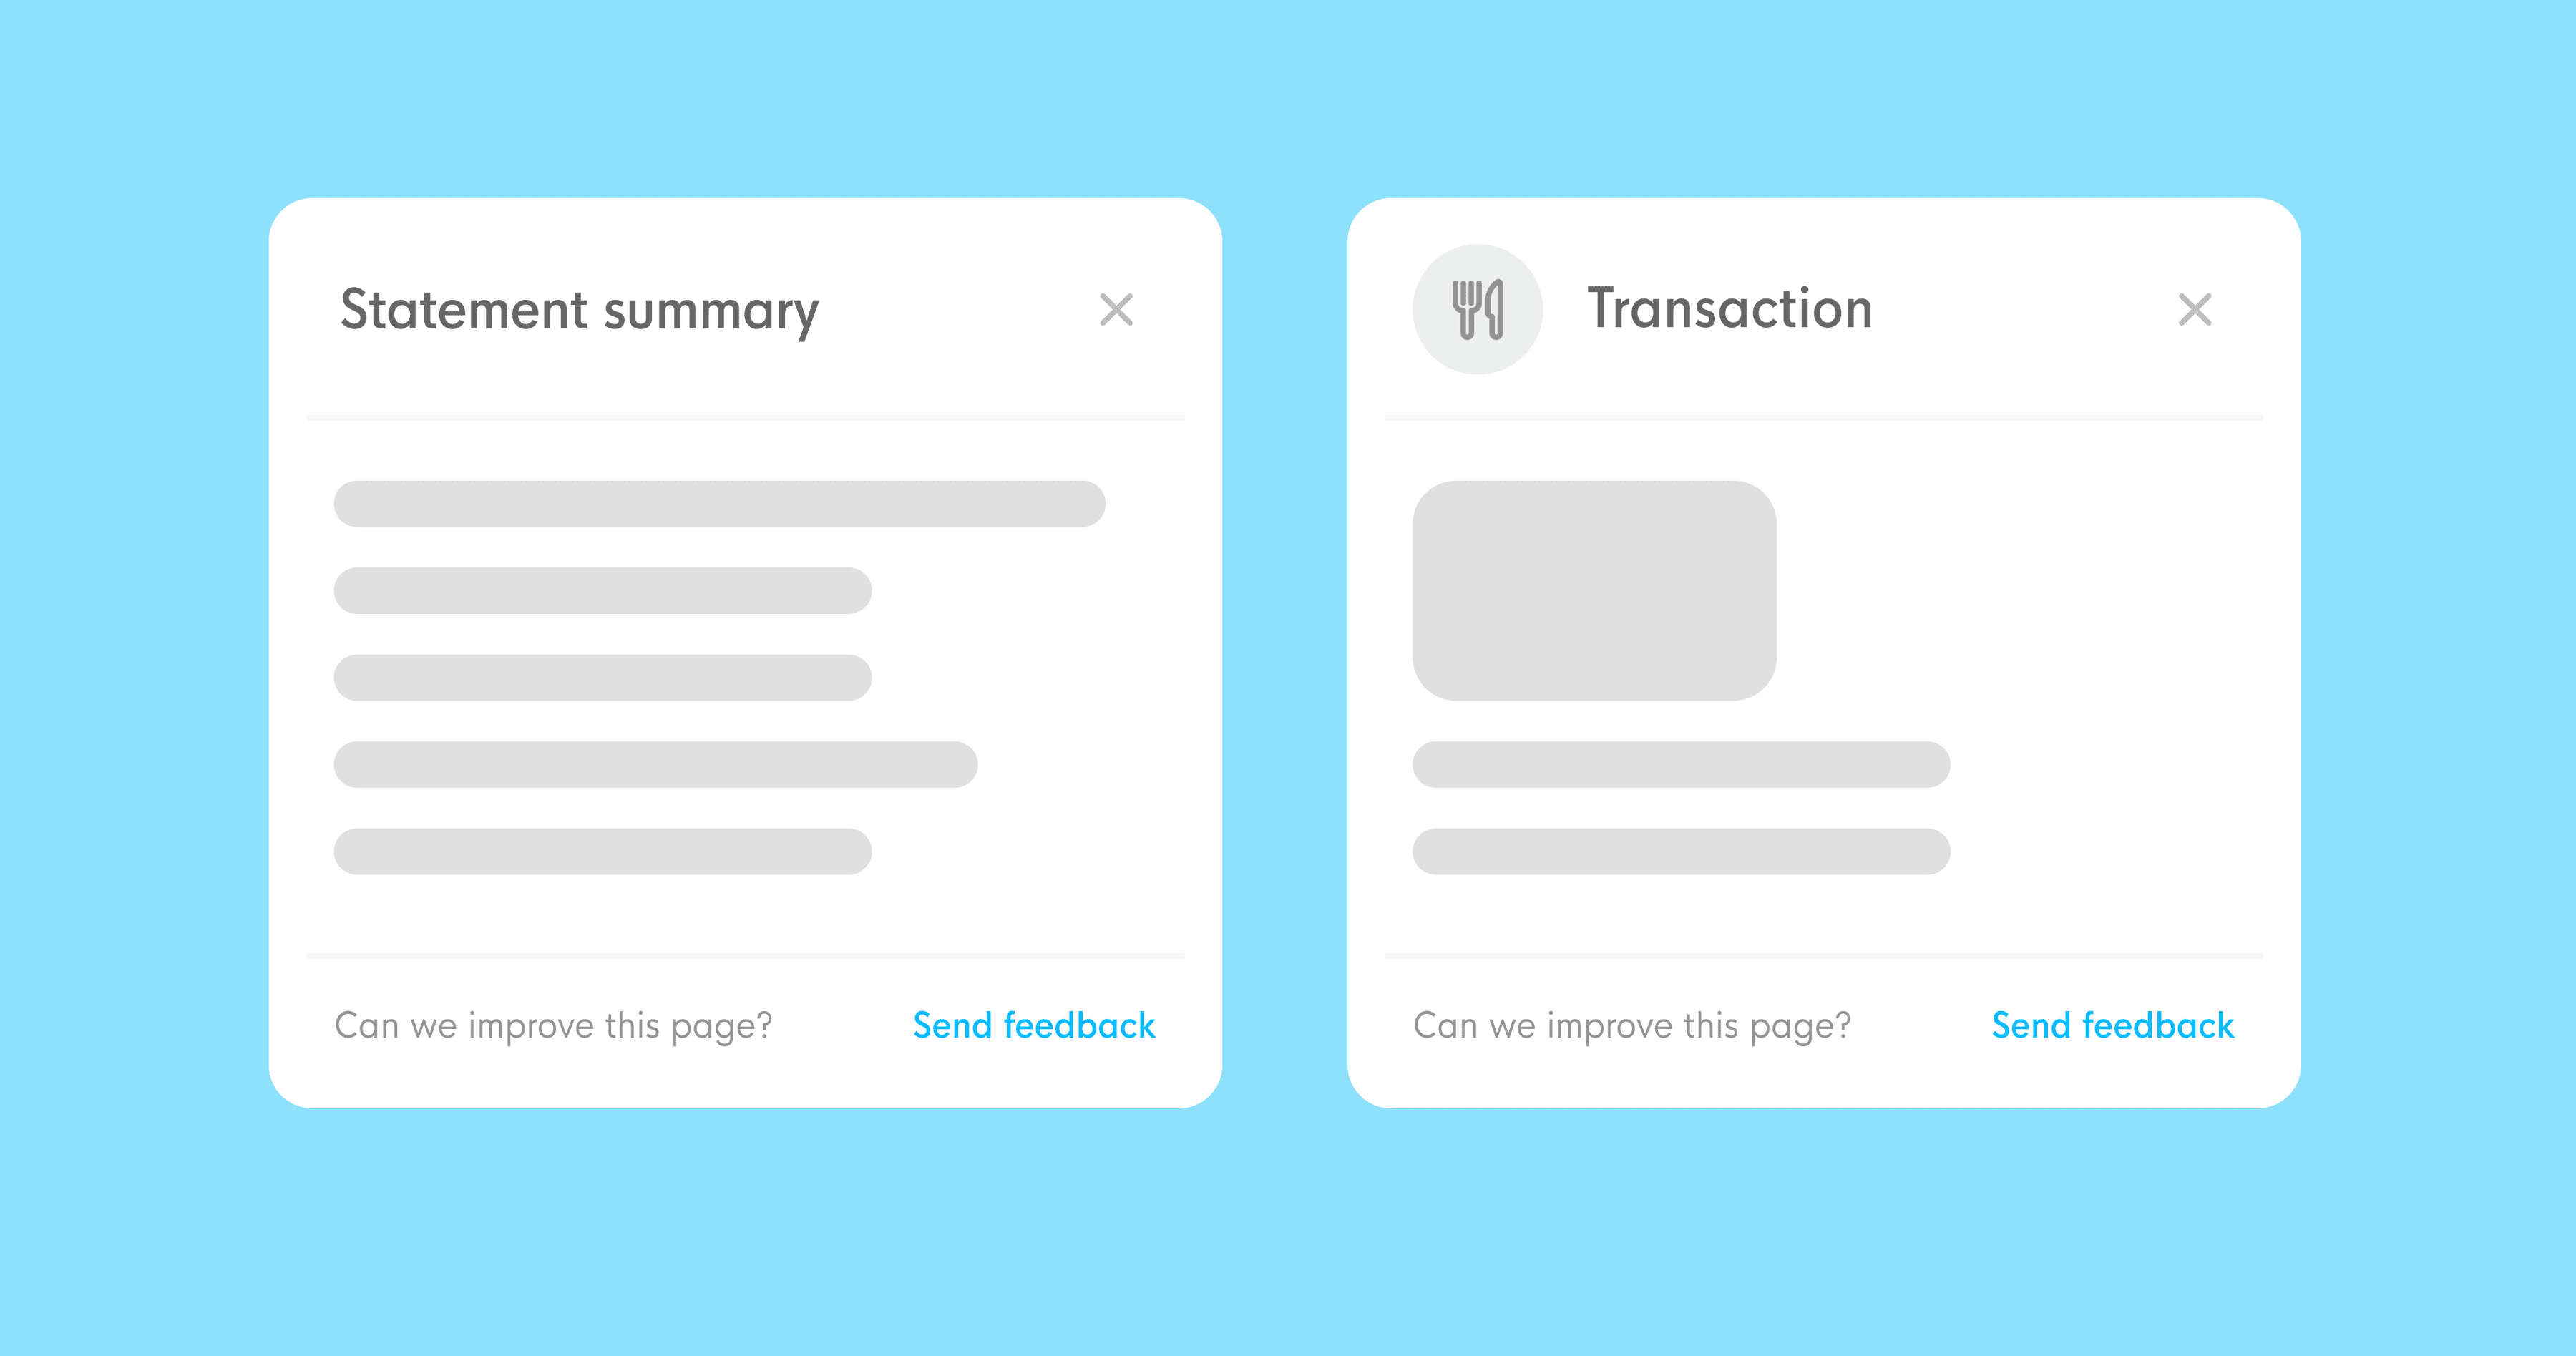 Statement summary
Can we improve this page?
Send feedback
Transaction
Can we improve this page?
Send feedback